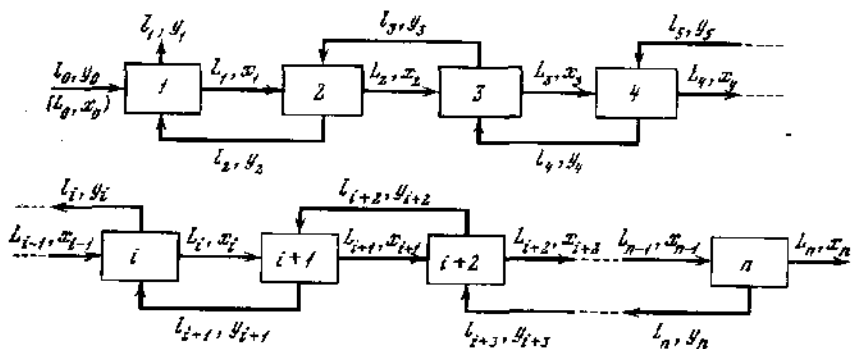 l₁, y₁
l₃, y₃
l₅, y₅
l₀, y₀
L₁, x₁
L₂, x₂
L₃, x₃
L₄, x₄
(L₀, x₀)
1
2
3
4
l₂, y₂
l₄, y₄
lᵢ, yᵢ
lᵢ₊₂, yᵢ₊₂
Lᵢ₋₁, xᵢ₋₁
Lᵢ, xᵢ
Lᵢ₊₁, xᵢ₊₁
Lᵢ₊₂, xᵢ₊₃
Lₙ₋₁, xₙ₋₁
Lₙ, xₙ
i
i+1
i+2
n
lᵢ₊₁, yᵢ₊₁
lᵢ₊₃, yᵢ₊₃
lₙ, yₙ